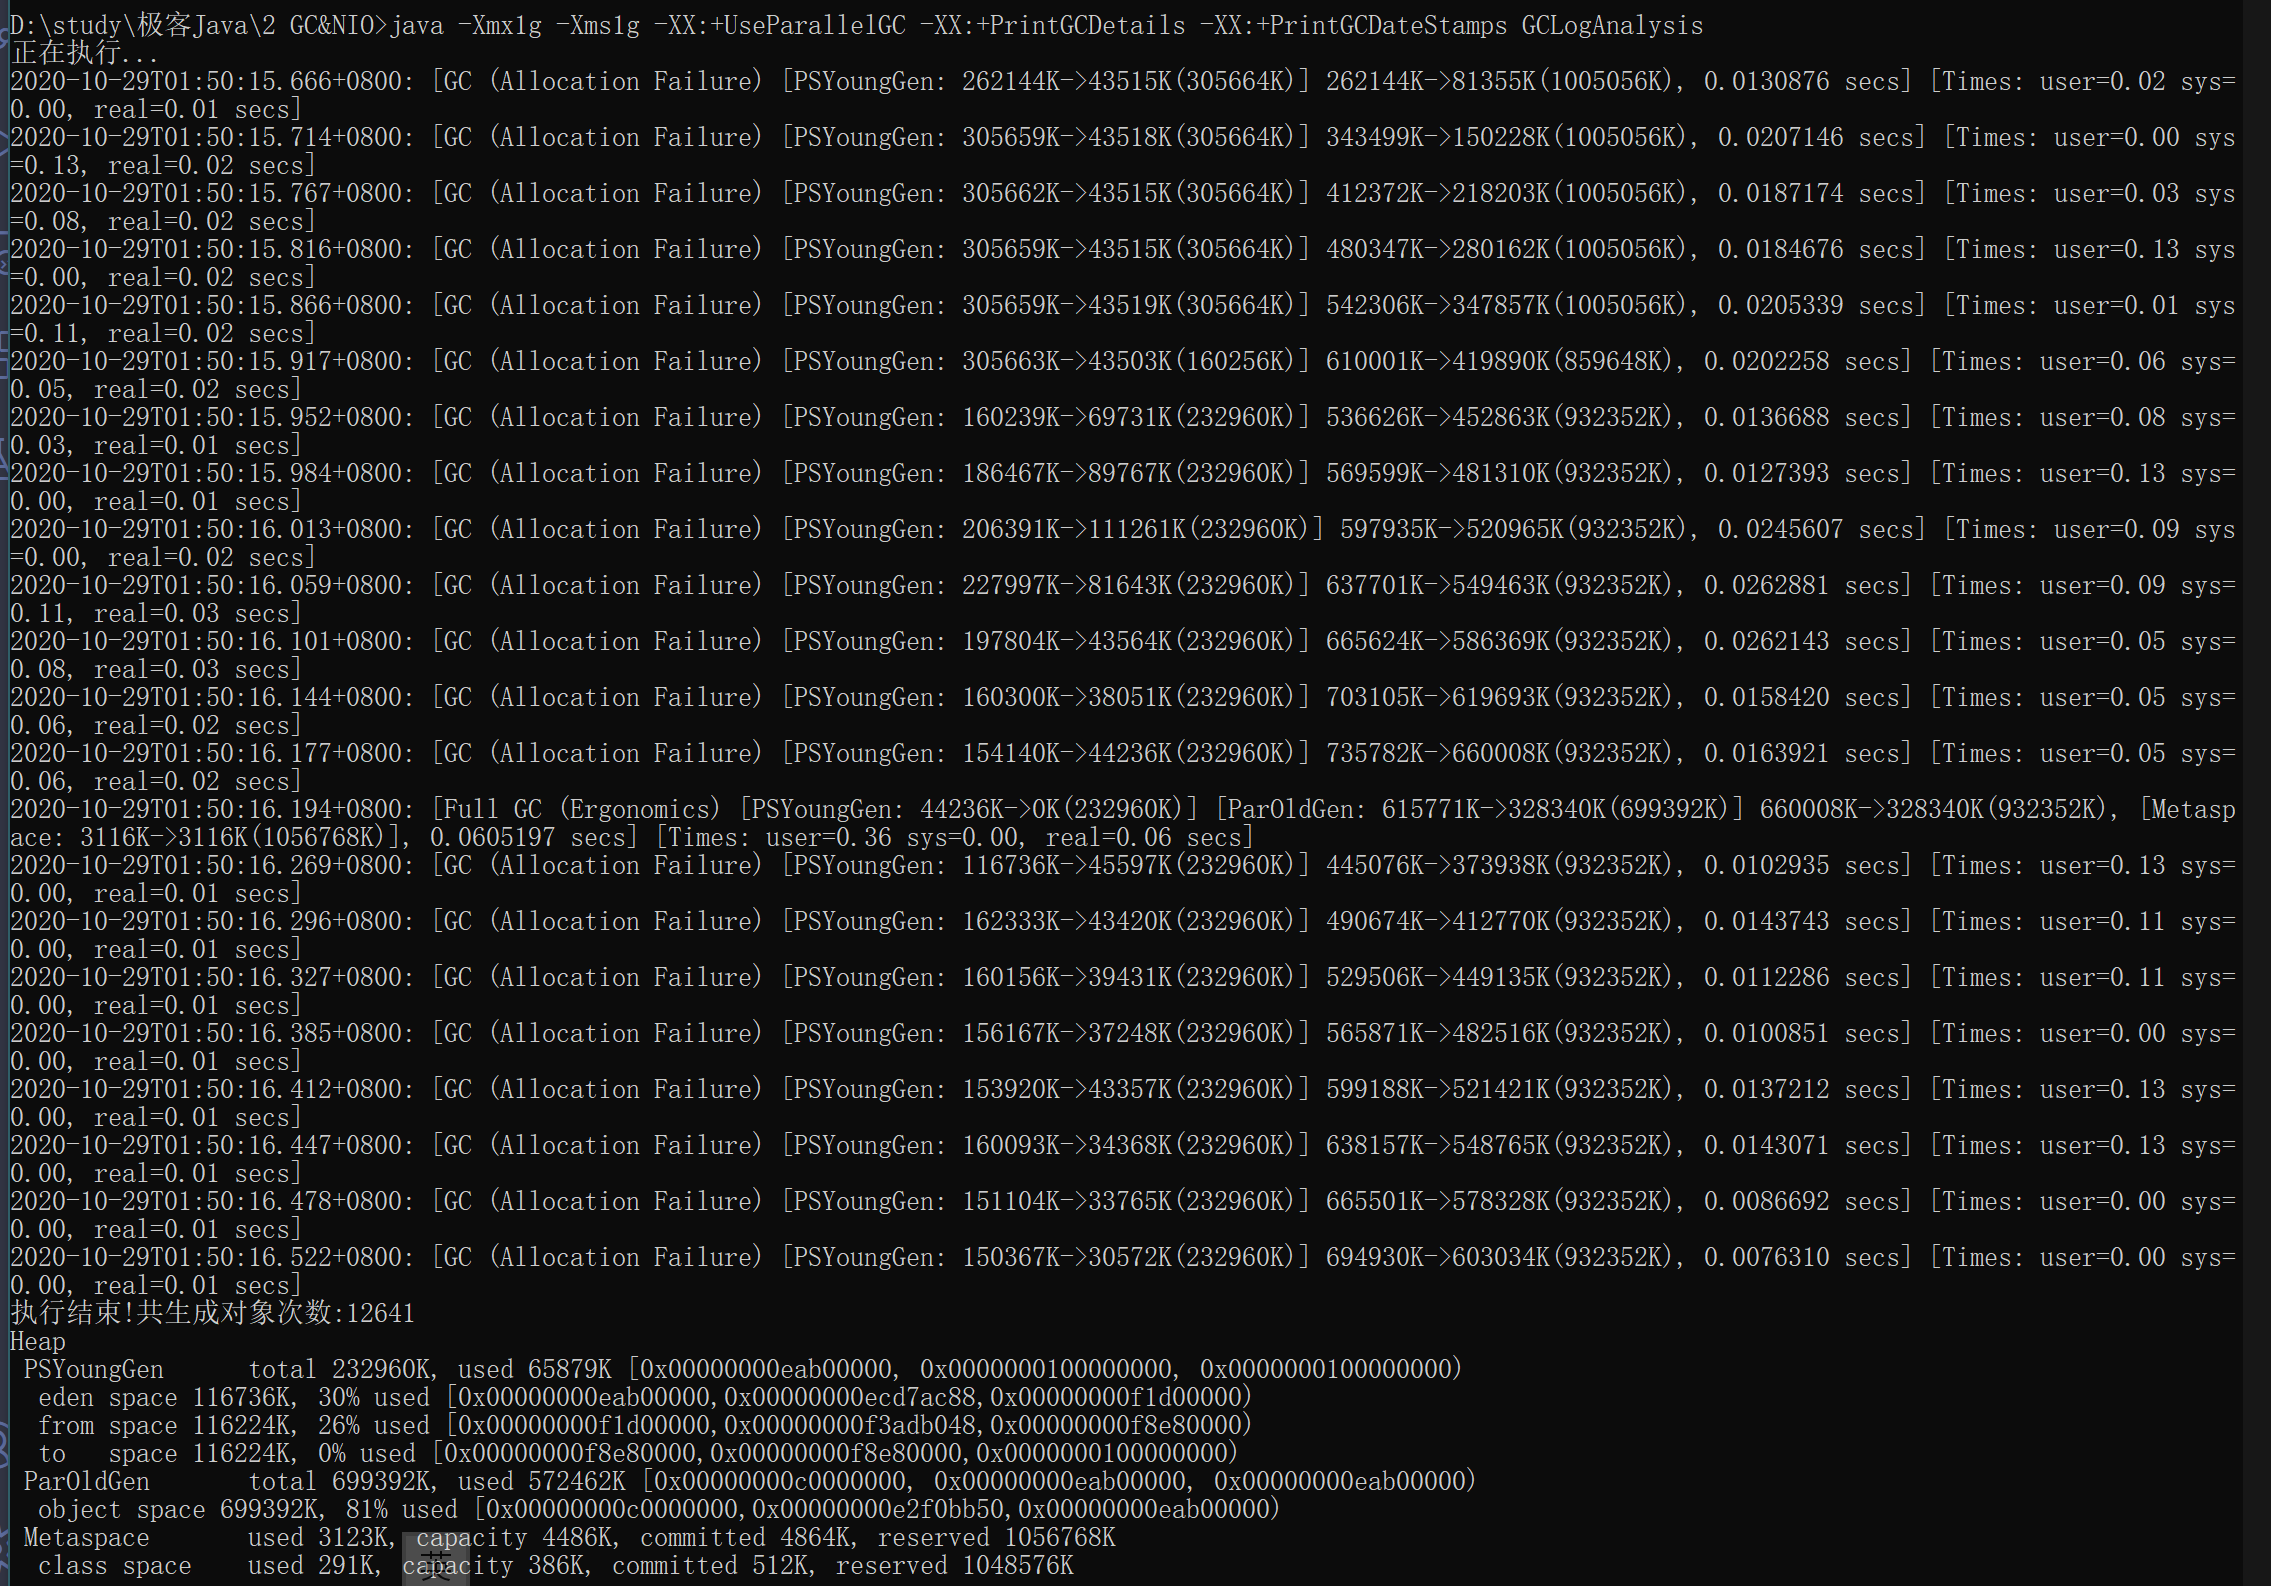 D:\study\极客Java\2 GC&NIO>java -Xmx1g -Xms1g -XX:+UseParallelGC -XX:+PrintGCDetails -XX:+PrintGCDateStamps GCLogAnalysis
正在执行...
2020-10-29T01:50:15.666+0800: [GC (Allocation Failure) [PSYoungGen: 262144K->43515K(305664K)] 262144K->81355K(1005056K), 0.0130876 secs] [Times: user=0.02 sys=
0.00, real=0.01 secs]
2020-10-29T01:50:15.714+0800: [GC (Allocation Failure) [PSYoungGen: 305659K->43518K(305664K)] 343499K->150228K(1005056K), 0.0207146 secs] [Times: user=0.00 sys
=0.13, real=0.02 secs]
2020-10-29T01:50:15.767+0800: [GC (Allocation Failure) [PSYoungGen: 305662K->43515K(305664K)] 412372K->218203K(1005056K), 0.0187174 secs] [Times: user=0.03 sys
=0.08, real=0.02 secs]
2020-10-29T01:50:15.816+0800: [GC (Allocation Failure) [PSYoungGen: 305659K->43515K(305664K)] 480347K->280162K(1005056K), 0.0184676 secs] [Times: user=0.13 sys
=0.00, real=0.02 secs]
2020-10-29T01:50:15.866+0800: [GC (Allocation Failure) [PSYoungGen: 305659K->43519K(305664K)] 542306K->347857K(1005056K), 0.0205339 secs] [Times: user=0.01 sys
=0.11, real=0.02 secs]
2020-10-29T01:50:15.917+0800: [GC (Allocation Failure) [PSYoungGen: 305663K->43503K(160256K)] 610001K->419890K(859648K), 0.0202258 secs] [Times: user=0.06 sys=
0.05, real=0.02 secs]
2020-10-29T01:50:15.952+0800: [GC (Allocation Failure) [PSYoungGen: 160239K->69731K(232960K)] 536626K->452863K(932352K), 0.0136688 secs] [Times: user=0.08 sys=
0.03, real=0.01 secs]
2020-10-29T01:50:15.984+0800: [GC (Allocation Failure) [PSYoungGen: 186467K->89767K(232960K)] 569599K->481310K(932352K), 0.0127393 secs] [Times: user=0.13 sys=
0.00, real=0.01 secs]
2020-10-29T01:50:16.013+0800: [GC (Allocation Failure) [PSYoungGen: 206391K->111261K(232960K)] 597935K->520965K(932352K), 0.0245607 secs] [Times: user=0.09 sys
=0.00, real=0.02 secs]
2020-10-29T01:50:16.059+0800: [GC (Allocation Failure) [PSYoungGen: 227997K->81643K(232960K)] 637701K->549463K(932352K), 0.0262881 secs] [Times: user=0.09 sys=
0.11, real=0.03 secs]
2020-10-29T01:50:16.101+0800: [GC (Allocation Failure) [PSYoungGen: 197804K->43564K(232960K)] 665624K->586369K(932352K), 0.0262143 secs] [Times: user=0.05 sys=
0.08, real=0.03 secs]
2020-10-29T01:50:16.144+0800: [GC (Allocation Failure) [PSYoungGen: 160300K->38051K(232960K)] 703105K->619693K(932352K), 0.0158420 secs] [Times: user=0.05 sys=
0.06, real=0.02 secs]
2020-10-29T01:50:16.177+0800: [GC (Allocation Failure) [PSYoungGen: 154140K->44236K(232960K)] 735782K->660008K(932352K), 0.0163921 secs] [Times: user=0.05 sys=
0.06, real=0.02 secs]
2020-10-29T01:50:16.194+0800: [Full GC (Ergonomics) [PSYoungGen: 44236K->0K(232960K)] [ParOldGen: 615771K->328340K(699392K)] 660008K->328340K(932352K), [Metasp
ace: 3116K->3116K(1056768K)], 0.0605197 secs] [Times: user=0.36 sys=0.00, real=0.06 secs]
2020-10-29T01:50:16.269+0800: [GC (Allocation Failure) [PSYoungGen: 116736K->45597K(232960K)] 445076K->373938K(932352K), 0.0102935 secs] [Times: user=0.13 sys=
0.00, real=0.01 secs]
2020-10-29T01:50:16.296+0800: [GC (Allocation Failure) [PSYoungGen: 162333K->43420K(232960K)] 490674K->412770K(932352K), 0.0143743 secs] [Times: user=0.11 sys=
0.00, real=0.01 secs]
2020-10-29T01:50:16.327+0800: [GC (Allocation Failure) [PSYoungGen: 160156K->39431K(232960K)] 529506K->449135K(932352K), 0.0112286 secs] [Times: user=0.11 sys=
0.00, real=0.01 secs]
2020-10-29T01:50:16.385+0800: [GC (Allocation Failure) [PSYoungGen: 156167K->37248K(232960K)] 565871K->482516K(932352K), 0.0100851 secs] [Times: user=0.00 sys=
0.00, real=0.01 secs]
2020-10-29T01:50:16.412+0800: [GC (Allocation Failure) [PSYoungGen: 153920K->43357K(232960K)] 599188K->521421K(932352K), 0.0137212 secs] [Times: user=0.13 sys=
0.00, real=0.01 secs]
2020-10-29T01:50:16.447+0800: [GC (Allocation Failure) [PSYoungGen: 160093K->34368K(232960K)] 638157K->548765K(932352K), 0.0143071 secs] [Times: user=0.13 sys=
0.00, real=0.01 secs]
2020-10-29T01:50:16.478+0800: [GC (Allocation Failure) [PSYoungGen: 151104K->33765K(232960K)] 665501K->578328K(932352K), 0.0086692 secs] [Times: user=0.00 sys=
0.00, real=0.01 secs]
2020-10-29T01:50:16.522+0800: [GC (Allocation Failure) [PSYoungGen: 150367K->30572K(232960K)] 694930K->603034K(932352K), 0.0076310 secs] [Times: user=0.00 sys=
0.00, real=0.01 secs]
执行结束!共生成对象次数:12641
Heap
 PSYoungGen      total 232960K, used 65879K [0x00000000eab00000, 0x0000000100000000, 0x0000000100000000)
  eden space 116736K, 30% used [0x00000000eab00000,0x00000000ecd7ac88,0x00000000f1d00000)
  from space 116224K, 26% used [0x00000000f1d00000,0x00000000f3adb048,0x00000000f8e80000)
  to   space 116224K, 0% used [0x00000000f8e80000,0x00000000f8e80000,0x0000000100000000)
 ParOldGen       total 699392K, used 572462K [0x00000000c0000000, 0x00000000eab00000, 0x00000000eab00000)
  object space 699392K, 81% used [0x00000000c0000000,0x00000000e2f0bb50,0x00000000eab00000)
 Metaspace       used 3123K, capacity 4486K, committed 4864K, reserved 1056768K
  class space    used 291K, capacity 386K, committed 512K, reserved 1048576K
英